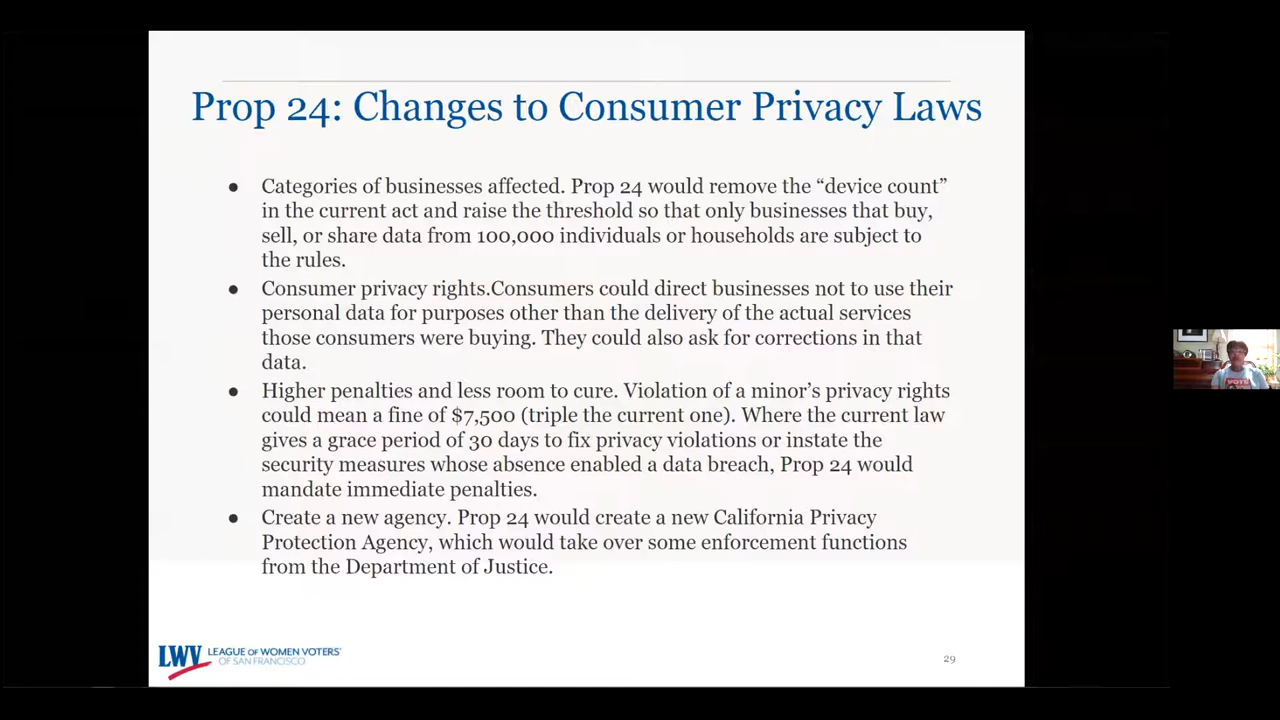 Prop 24: Changes to Consumer Privacy Laws
● Categories of businesses affected. Prop 24 would remove the “device count”
in the current act and raise the threshold so that only businesses that buy,
sell, or share data from 100,000 individuals or households are subject to
the rules.
● Consumer privacy rights.Consumers could direct businesses not to use their
personal data for purposes other than the delivery of the actual services
those consumers were buying. They could also ask for corrections in that
data.
● Higher penalties and less room to cure. Violation of a minor’s privacy rights
could mean a fine of $7,500 (triple the current one). Where the current law
gives a grace period of 30 days to fix privacy violations or instate the
security measures whose absence enabled a data breach, Prop 24 would
mandate immediate penalties.
● Create a new agency. Prop 24 would create a new California Privacy
Protection Agency, which would take over some enforcement functions
from the Department of Justice.
LWV LEAGUE OF WOMEN VOTERS®
OF SAN FRANCISCO
29
VOTE